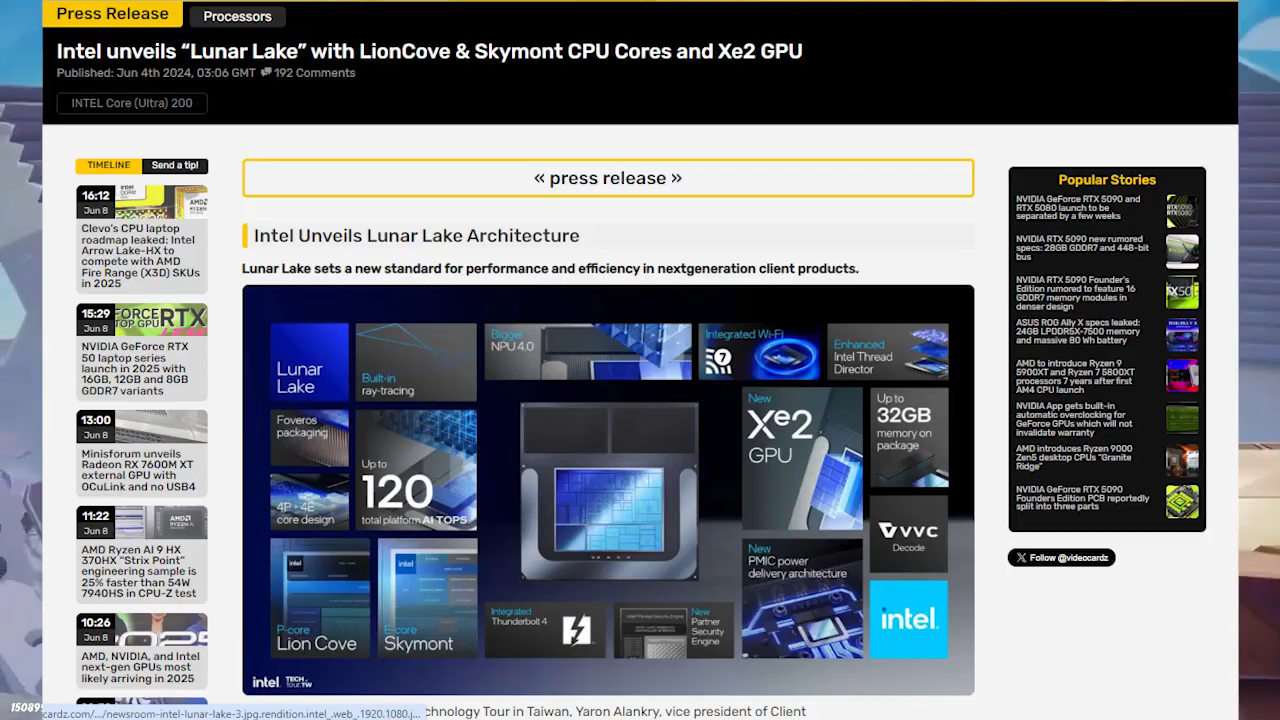 Press Release
Processors
Intel unveils “Lunar Lake” with LionCove & Skymont CPU Cores and Xe2 GPU
Published: Jun 4th 2024, 03:06 GMT 192 Comments
INTEL Core (Ultra) 200
TIMELINE
Send a tip!
16:12
Jun 8
Clevo's CPU laptop
roadmap leaked: Intel
Arrow Lake-HX to
compete with AMD
Fire Range (X3D) SKUs
in 2025
15:29
Jun 8
NVIDIA GeForce RTX
50 laptop series
launch in 2025 with
16GB, 12GB and 8GB
GDDR7 variants
13:00
Jun 8
Minisforum unveils
Radeon RX 7600M XT
external GPU with
OCuLink and no USB4
11:22
Jun 8
AMD Ryzen AI 9 HX
370HX “Strix Point”
engineering sample is
25% faster than 54W
7940HS in CPU-Z test
10:26
Jun 8
AMD, NVIDIA, and Intel
next-gen GPUs most
likely arriving in 2025
« press release »
Intel Unveils Lunar Lake Architecture
Lunar Lake sets a new standard for performance and efficiency in nextgeneration client products.
Lunar
Lake
Built-in
ray-tracing
Bigger
NPU 4.0
Integrated Wi-Fi
7
Enhanced
Intel Thread
Director
Foveros
packaging
Up to
120
total platform AI TOPS
4P + 4E
core design
New
Xe2
GPU
Up to
32GB
memory on
package
VVC
Decode
P-core
Lion Cove
E-core
Skymont
Integrated
Thunderbolt 4
New
Partner
Security
Engine
New
PMIC power
delivery architecture
intel.
intel.
TECH
tour.TW
chnology Tour in Taiwan, Yaron Alankry, vice president of Client
Popular Stories
NVIDIA GeForce RTX 5090 and
RTX 5080 launch to be
separated by a few weeks
NVIDIA RTX 5090 new rumored
specs: 28GB GDDR7 and 448-bit
bus
NVIDIA RTX 5090 Founder's
Edition rumored to feature 16
GDDR7 memory modules in
denser design
ASUS ROG Ally X specs leaked:
24GB LPDDR5X-7500 memory
and massive 80 Wh battery
AMD to introduce Ryzen 9
5900XT and Ryzen 7 5800XT
processors 7 years after first
AM4 CPU launch
NVIDIA App gets built-in
automatic overclocking for
GeForce GPUs which will not
invalidate warranty
AMD introduces Ryzen 9000
Zen5 desktop CPUs “Granite
Ridge”
NVIDIA GeForce RTX 5090
Founders Edition PCB reportedly
split into three parts
Follow @videocardz
cardz.com/.../newsroom-intel-lunar-lake-3.jpg.rendition.intel_.web_.1920.1080.j...